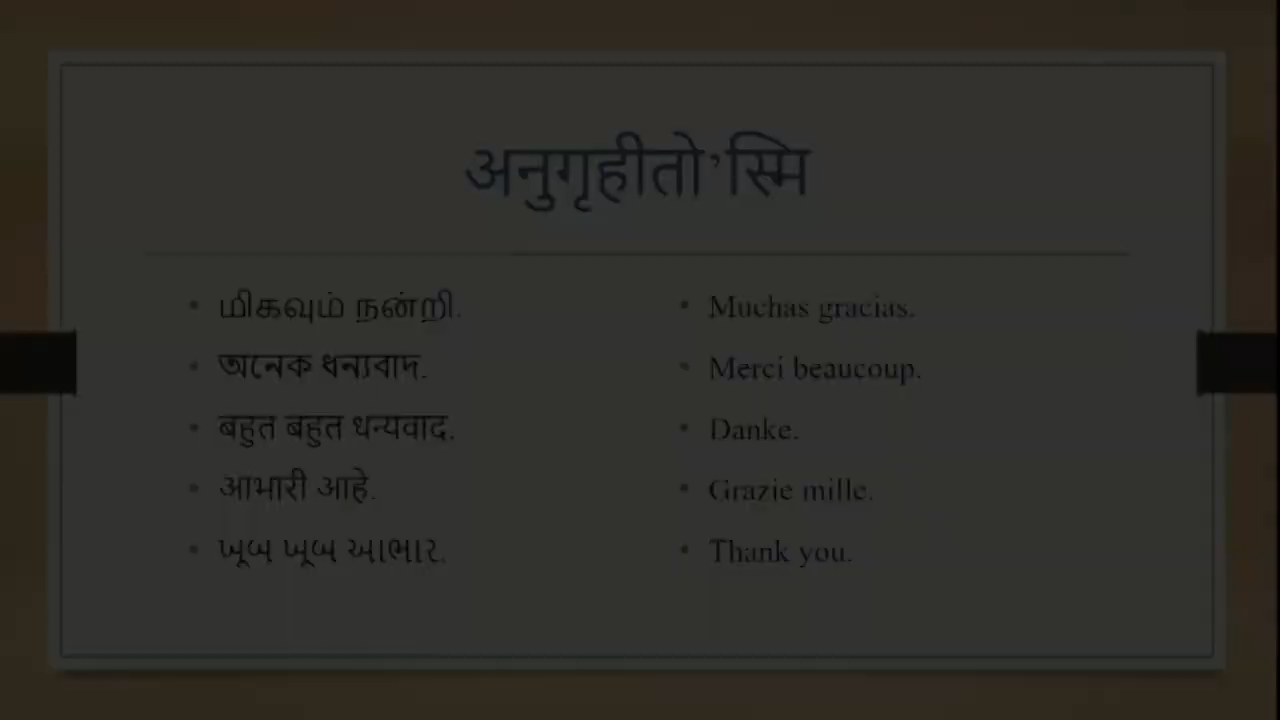 अनुगृहीतो’स्मि
மிகவும் நன்றி.
অনেক ধন্যবাদ.
बहुत बहुत धन्यवाद.
आभारी आहे.
ખૂબ ખૂબ આભાર.
Muchas gracias.
Merci beaucoup.
Danke.
Grazie mille.
Thank you.